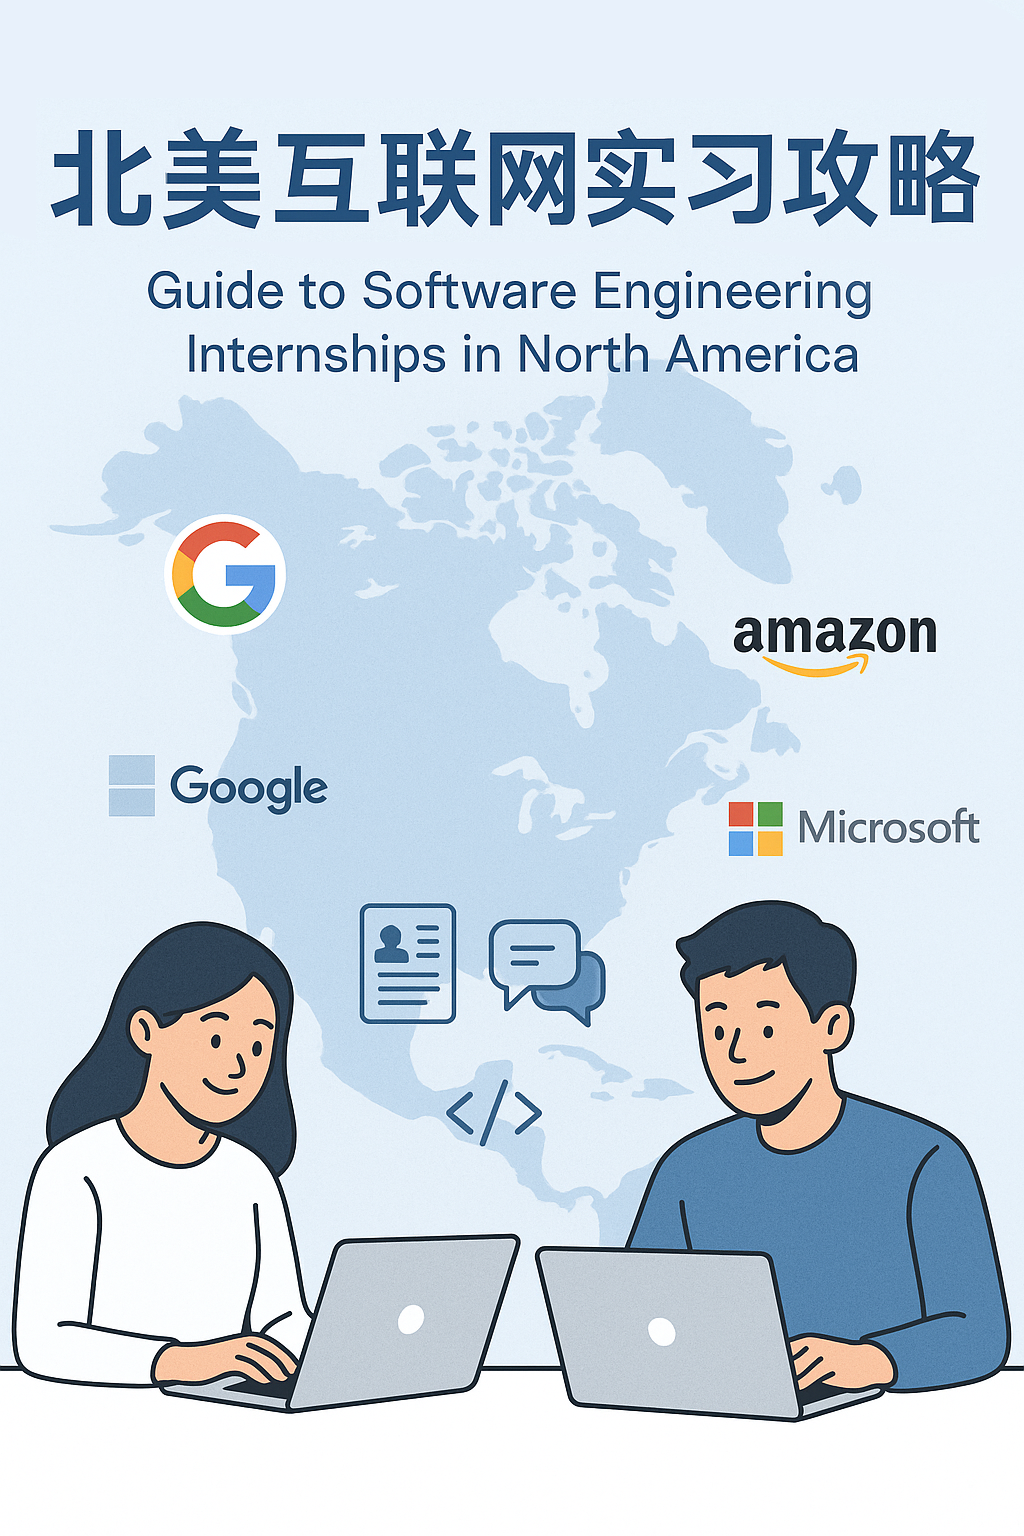 北美互联网实习攻略
Guide to Software Engineering
Internships in North America
amazon
Google
Microsoft